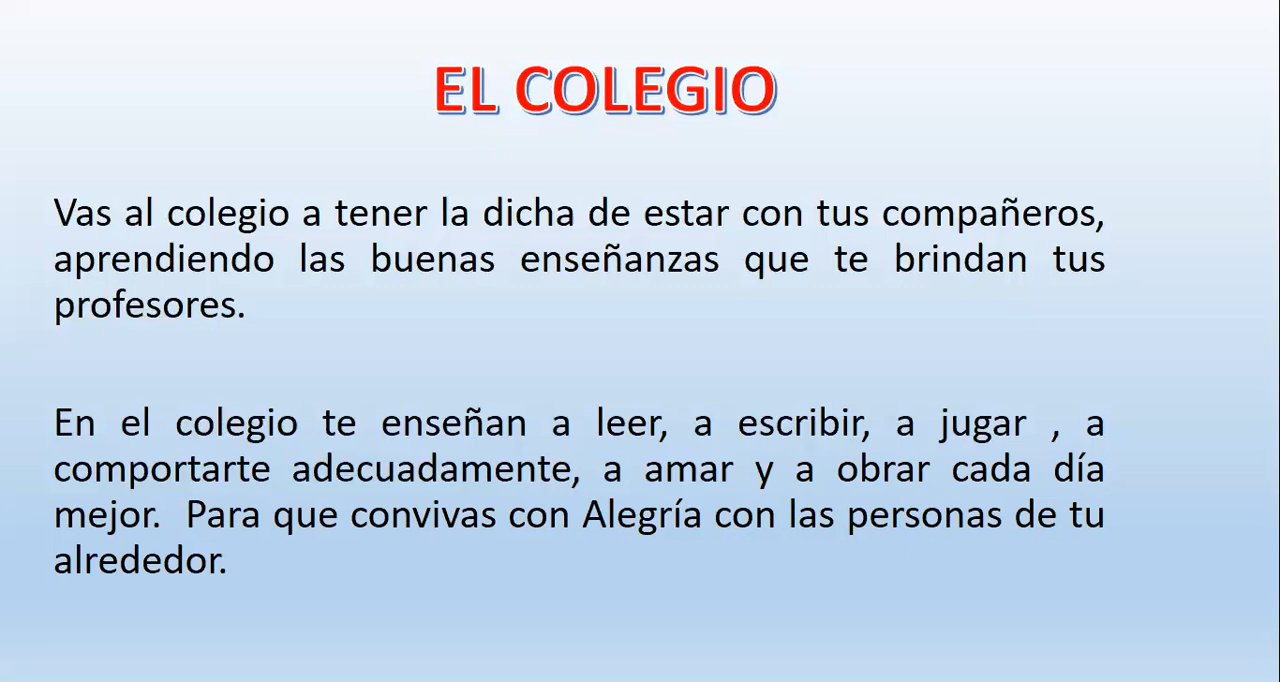 EL COLEGIO
Vas al colegio a tener la dicha de estar con tus compañeros,
aprendiendo las buenas enseñanzas que te brindan tus
profesores.
En el colegio te enseñan a leer, a escribir, a jugar , a
comportarte adecuadamente, a amar y a obrar cada día
mejor.  Para que convivas con Alegría con las personas de tu
alrededor.